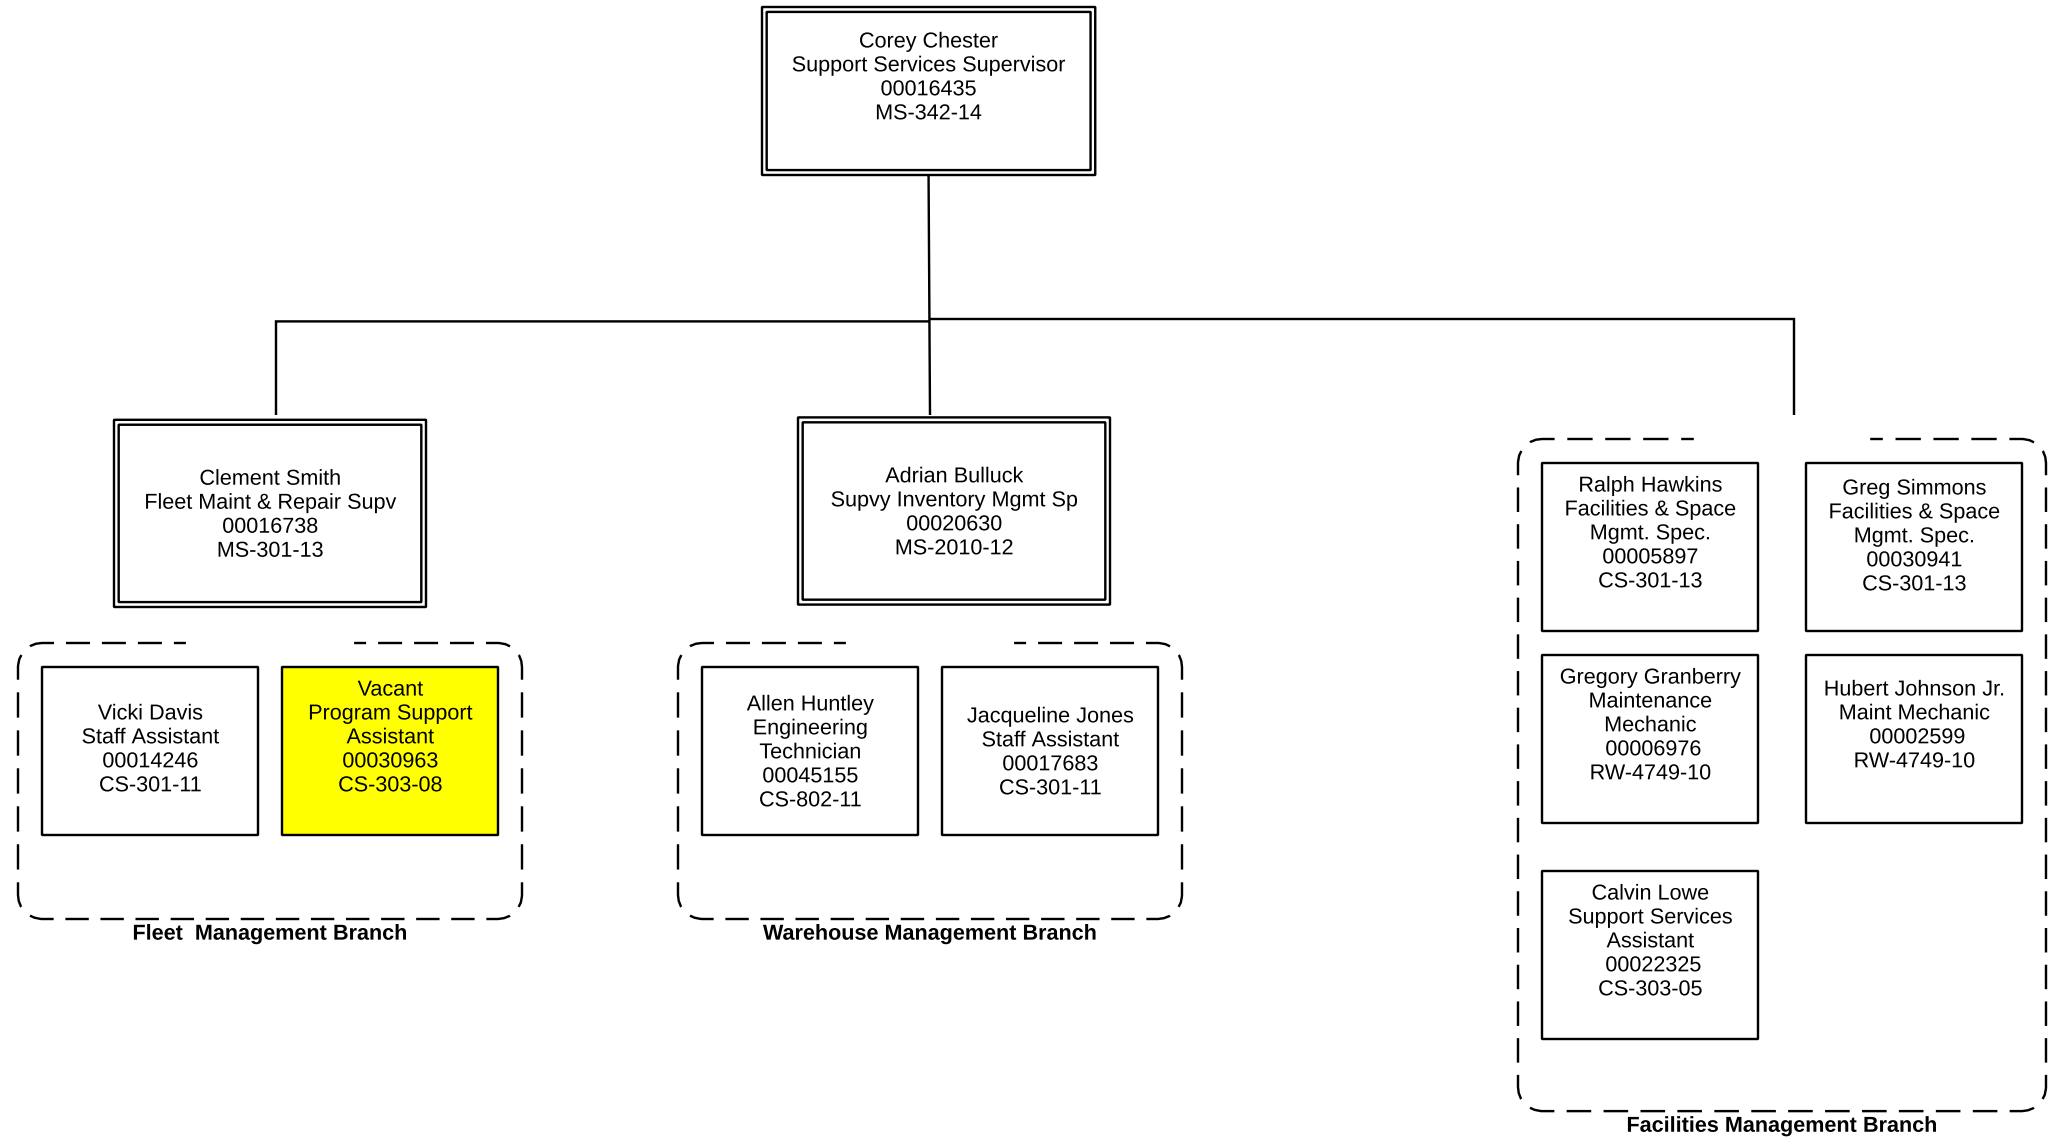 Corey Chester
Support Services Supervisor
00016435
MS-342-14
Clement Smith
Fleet Maint & Repair Supv
00016738
MS-301-13
Vicki Davis
Staff Assistant
00014246
CS-301-11
Vacant
Program Support
Assistant
00030963
CS-303-08
Fleet  Management Branch
Adrian Bulluck
Supvy Inventory Mgmt Sp
00020630
MS-2010-12
Allen Huntley
Engineering
Technician
00045155
CS-802-11
Jacqueline Jones
Staff Assistant
00017683
CS-301-11
Warehouse Management Branch
Ralph Hawkins
Facilities & Space
Mgmt. Spec.
00005897
CS-301-13
Greg Simmons
Facilities & Space
Mgmt. Spec.
00030941
CS-301-13
Gregory Granberry
Maintenance
Mechanic
00006976
RW-4749-10
Hubert Johnson Jr.
Maint Mechanic
00002599
RW-4749-10
Calvin Lowe
Support Services
Assistant
00022325
CS-303-05
Facilities Management Branch